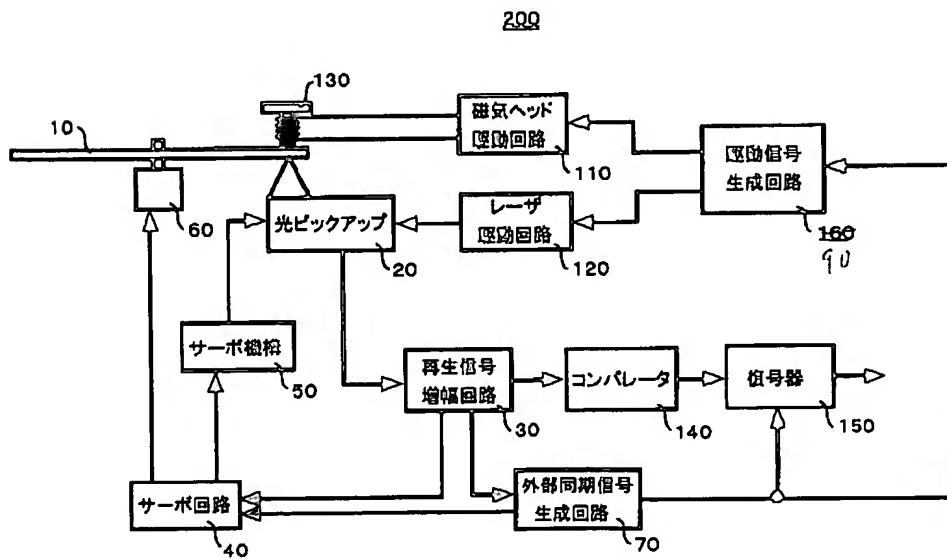 200
130
10
磁気ヘッド
駆動回路
110
駆動信号
生成回路
160
90
60
光ピックアップ
20
レーザ
駆動回路
120
サーボ機構
50
再生信号
増幅回路
30
コンパレータ
140
復号器
150
サーボ回路
40
外部同期信号
生成回路
70